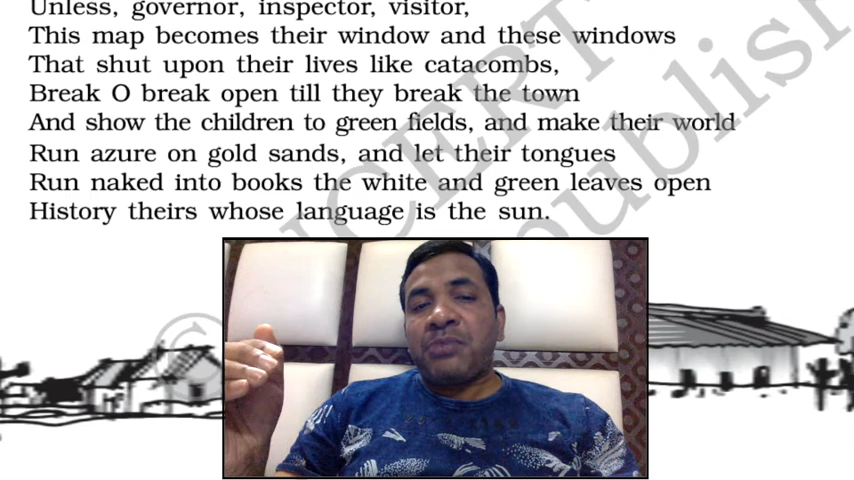 Unless, governor, inspector, visitor,
This map becomes their window and these windows
That shut upon their lives like catacombs,
Break O break open till they break the town
And show the children to green fields, and make their world
Run azure on gold sands, and let their tongues
Run naked into books the white and green leaves open
History theirs whose language is the sun.